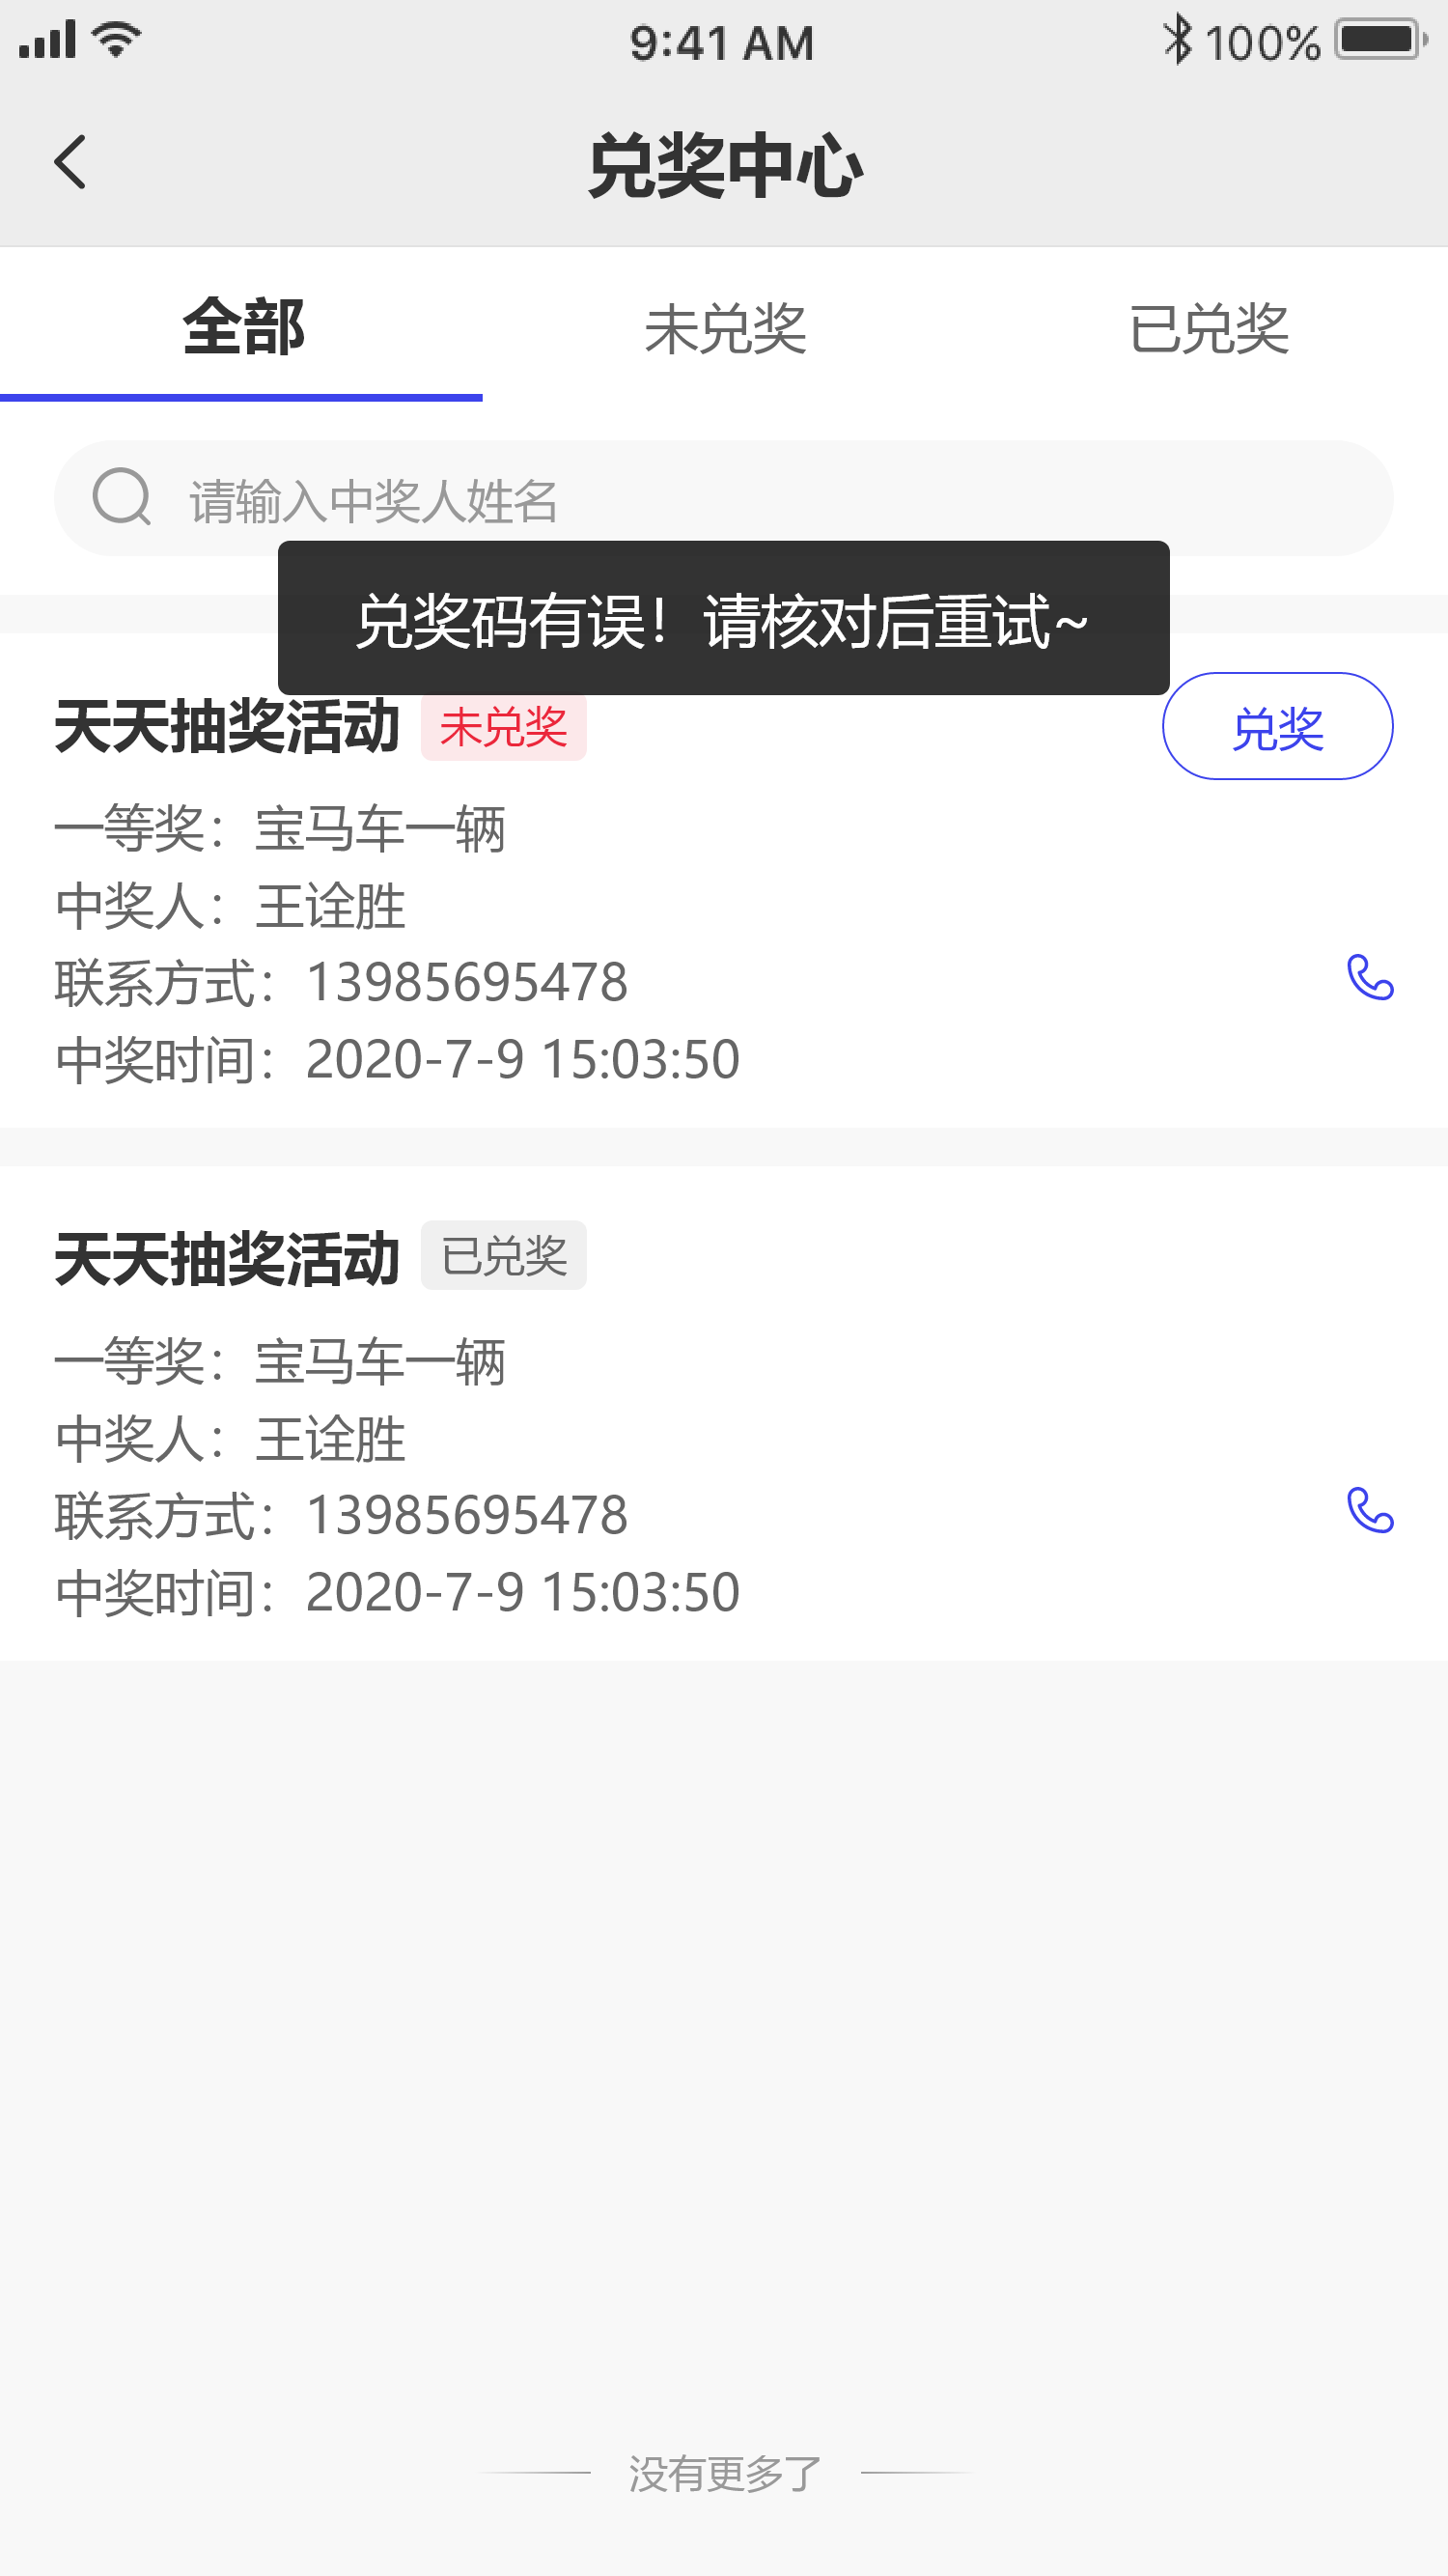 9:41 AM 100%
兑奖中心
全部 未兑奖 已兑奖
请输入中奖人姓名
兑奖码有误！请核对后重试~
天天抽奖活动 未兑奖 兑奖
一等奖：宝马车一辆
中奖人：王诠胜
联系方式：13985695478
中奖时间：2020-7-9 15:03:50
天天抽奖活动 已兑奖
一等奖：宝马车一辆
中奖人：王诠胜
联系方式：13985695478
中奖时间：2020-7-9 15:03:50
没有更多了